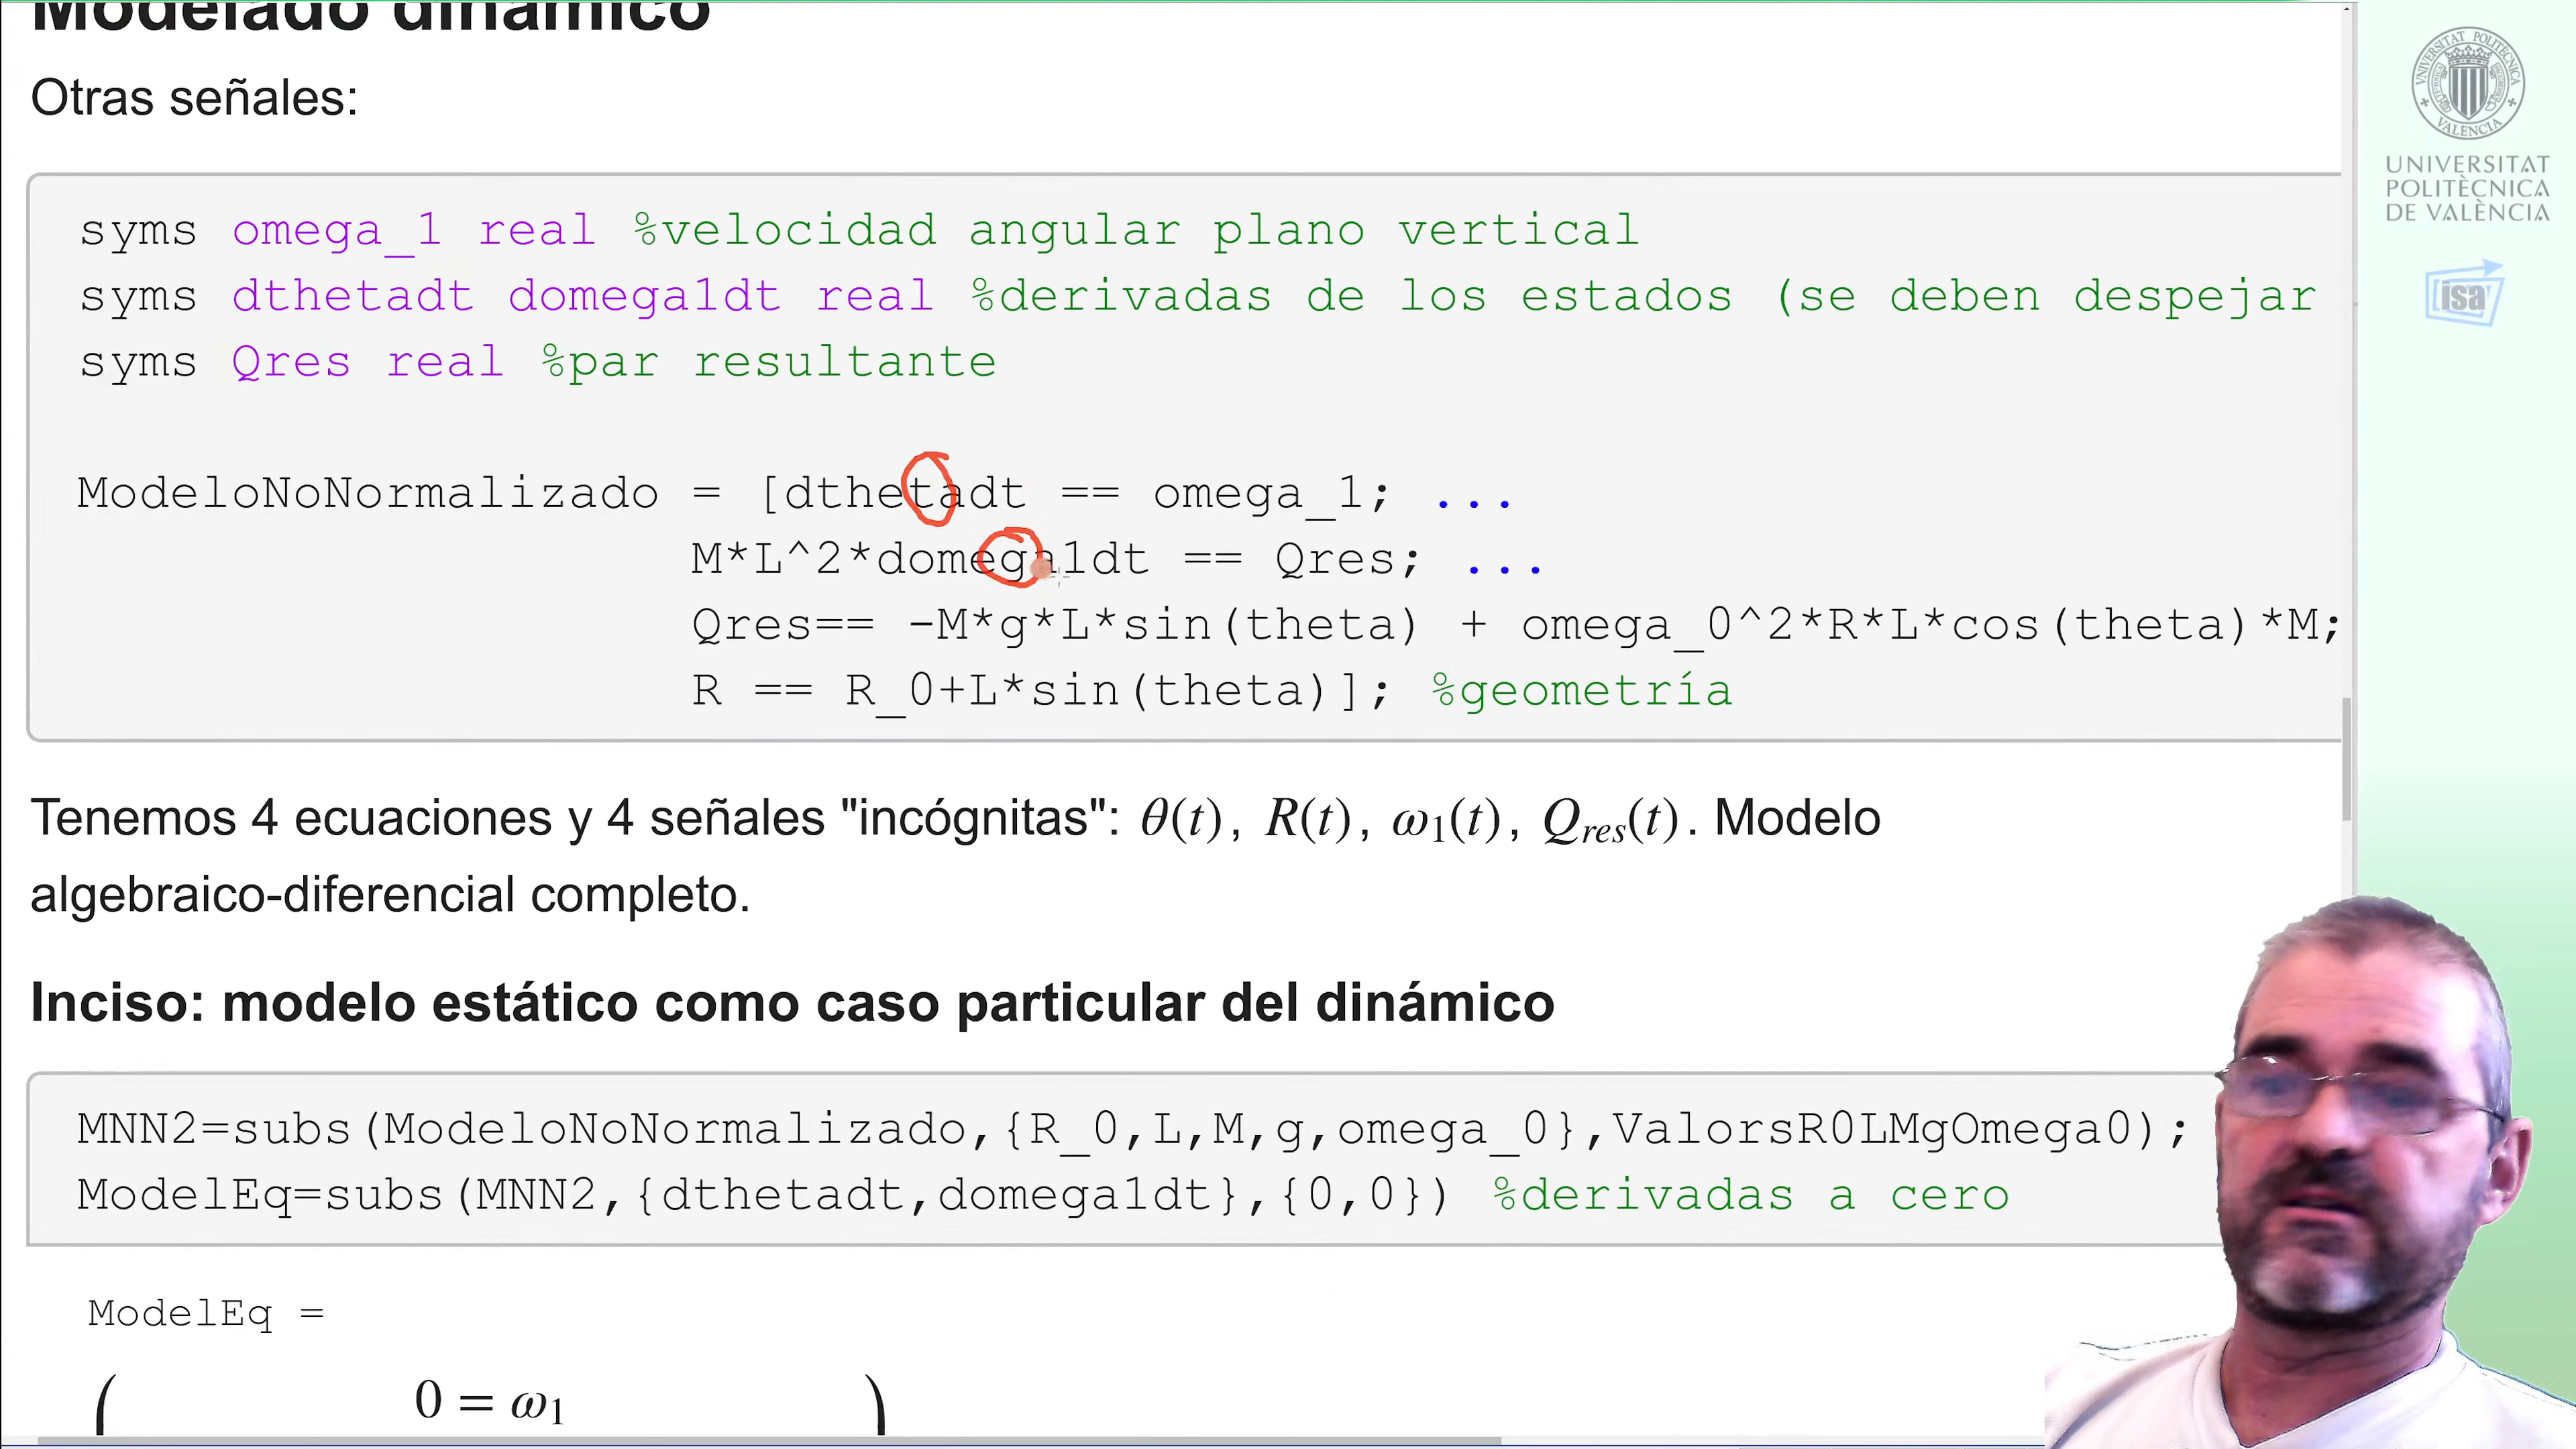 Modelado dinámico
Otras señales:
syms omega_1 real %velocidad angular plano vertical
syms dthetadt domega1dt real %derivadas de los estados (se deben despejar
syms Qres real %par resultante
ModeloNoNormalizado = [dthetadt == omega_1; ...
M*L^2*domega1dt == Qres; ...
Qres== -M*g*L*sin(theta) + omega_0^2*R*L*cos(theta)*M;
R == R_0+L*sin(theta)]; %geometría
Tenemos 4 ecuaciones y 4 señales "incógnitas": θ(t), R(t), ω₁(t), Qres(t). Modelo
algebraico-diferencial completo.
Inciso: modelo estático como caso particular del dinámico
MNN2=subs(ModeloNoNormalizado,{R_0,L,M,g,omega_0},ValorsR0LMgOmega0);
ModelEq=subs(MNN2,{dthetadt,domega1dt},{0,0}) %derivadas a cero
ModelEq =
0 = ω₁
UNIVERSITAT POLITÈCNICA
VALÈNCIA
UNIVERSITAT
POLITÈCNICA
DE VALÈNCIA
isa